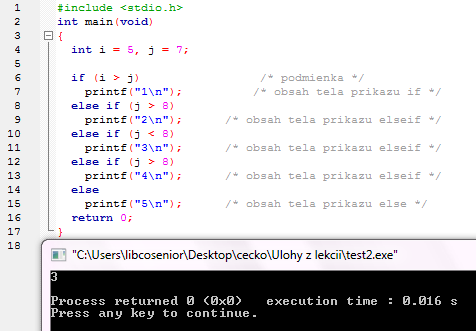 1 #include <stdio.h>
2 int main(void)
3 {
4 int i = 5, j = 7;
5
6 if (i > j) /* podmienka */
7 printf("1\n"); /* obsah tela prikazu if */
8 else if (j > 8)
9 printf("2\n"); /* obsah tela prikazu elseif */
10 else if (j < 8)
11 printf("3\n"); /* obsah tela prikazu elseif */
12 else if (j > 8)
13 printf("4\n"); /* obsah tela prikazu elseif */
14 else
15 printf("5\n"); /* obsah tela prikazu else */
16 return 0;
17 }
18
"C:\Users\libcosenior\Desktop\cecko\Ulohy z lekcii\test2.exe"
3
Process returned 0 (0x0) execution time : 0.016 s
Press any key to continue.